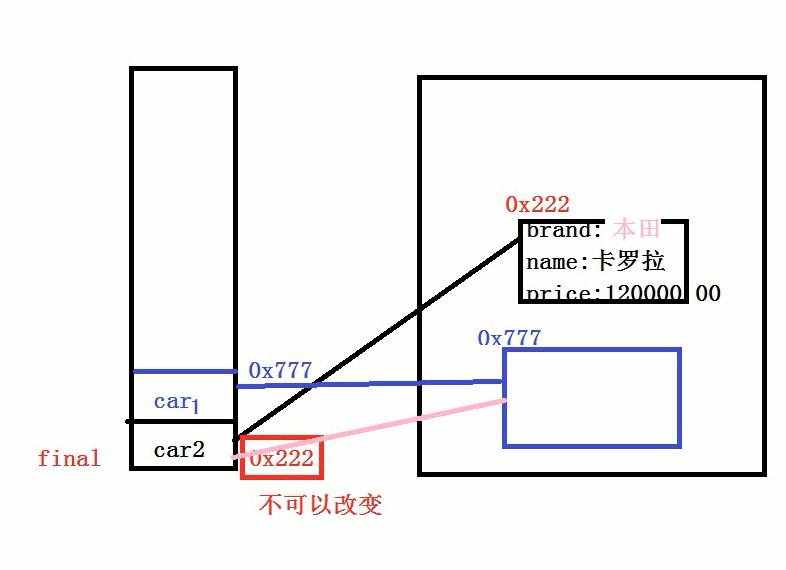 0x222
brand: 本田
name:卡罗拉
price:120000.00
0x777
0x777
car1
final
car2
0x222
不可以改变